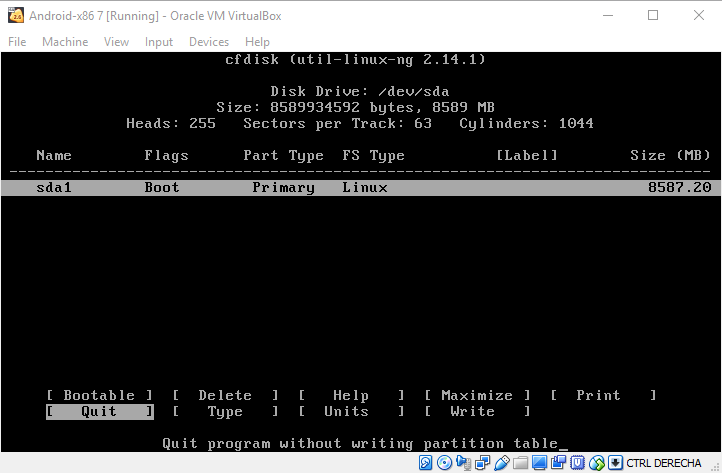 Android-x86 7 [Running] - Oracle VM VirtualBox
File Machine View Input Devices Help
cfdisk (util-linux-ng 2.14.1)
Disk Drive: /dev/sda
Size: 8589934592 bytes, 8589 MB
Heads: 255 Sectors per Track: 63 Cylinders: 1044
Name Flags Part Type FS Type [Label] Size (MB)
sda1 Boot Primary Linux 8587.20
[ Bootable ] [ Delete ] [ Help ] [ Maximize ] [ Print ]
[ Quit ] [ Type ] [ Units ] [ Write ]
Quit program without writing partition table_
CTRL DERECHA